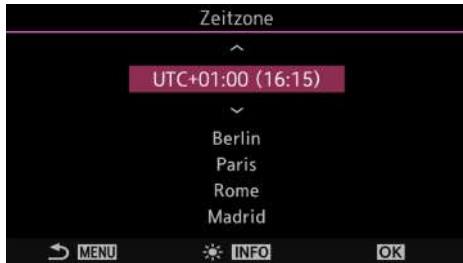 Zeitzone
UTC+01:00 (16:15)
Berlin
Paris
Rome
Madrid
MENU INFO OK